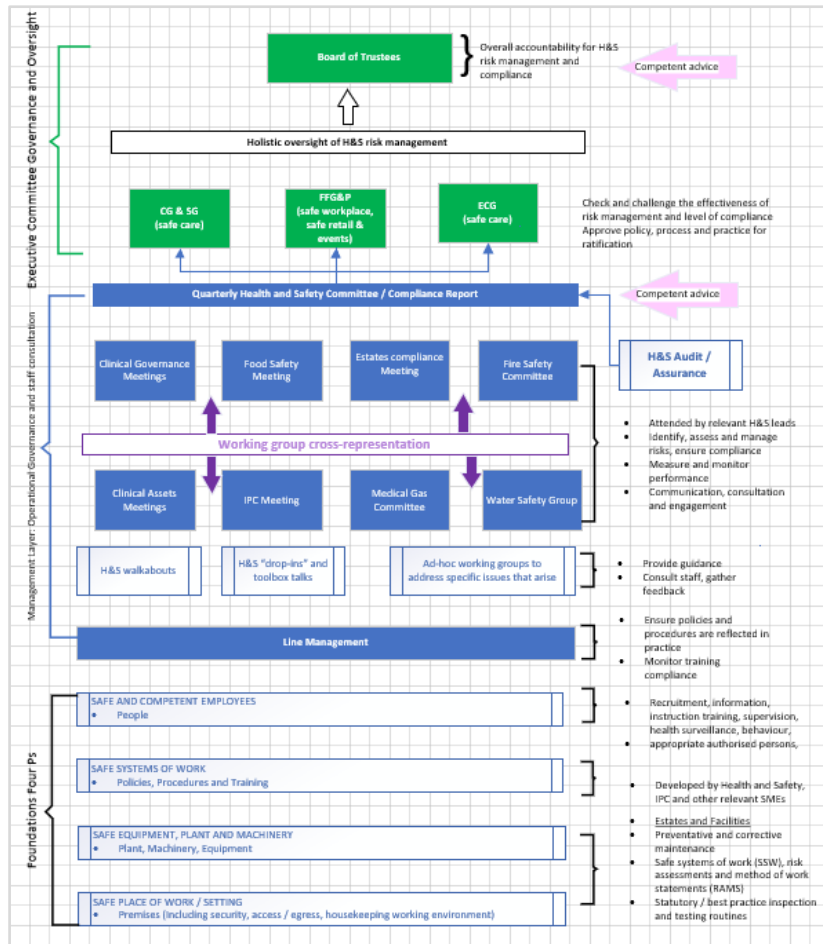 Executive Committee Governance and Oversight
Board of Trustees
Overall accountability for H&S
risk management and
compliance
Competent advice
Holistic oversight of H&S risk management
CG & SG
(safe care)
FFG&P
(safe workplace,
safe retail &
events)
ECG
(safe care)
Check and challenge the effectiveness of
risk management and level of compliance
Approve policy, process and practice for
ratification
Management Layer: Operational Governance and staff consultation
Quarterly Health and Safety Committee / Compliance Report
Competent advice
Clinical Governance
Meetings
Food Safety
Meeting
Estates compliance
Meeting
Fire Safety
Committee
H&S Audit /
Assurance
Working group cross-representation
• Attended by relevant H&S leads
• Identify, assess and manage
risks, ensure compliance
• Measure and monitor
performance
• Communication, consultation
and engagement
Clinical Assets
Meetings
IPC Meeting
Medical Gas
Committee
Water Safety Group
H&S walkabouts
H&S "drop-ins" and
toolbox talks
Ad-hoc working groups to
address specific issues that arise
• Provide guidance
• Consult staff, gather
feedback
Line Management
• Ensure policies and
procedures are reflected in
practice
• Monitor training
compliance
Foundations Four Ps
SAFE AND COMPETENT EMPLOYEES
• People
• Recruitment, information,
instruction training, supervision,
health surveillance, behaviour,
• appropriate authorised persons,
SAFE SYSTEMS OF WORK
• Policies, Procedures and Training
• Developed by Health and Safety,
IPC and other relevant SMEs
SAFE EQUIPMENT, PLANT AND MACHINERY
• Plant, Machinery, Equipment
• Estates and Facilities
• Preventative and corrective
maintenance
• Safe systems of work (SSW), risk
assessments and method of work
statements (RAMS)
• Statutory / best practice inspection
and testing routines
SAFE PLACE OF WORK / SETTING
• Premises (Including security, access / egress, housekeeping working environment)